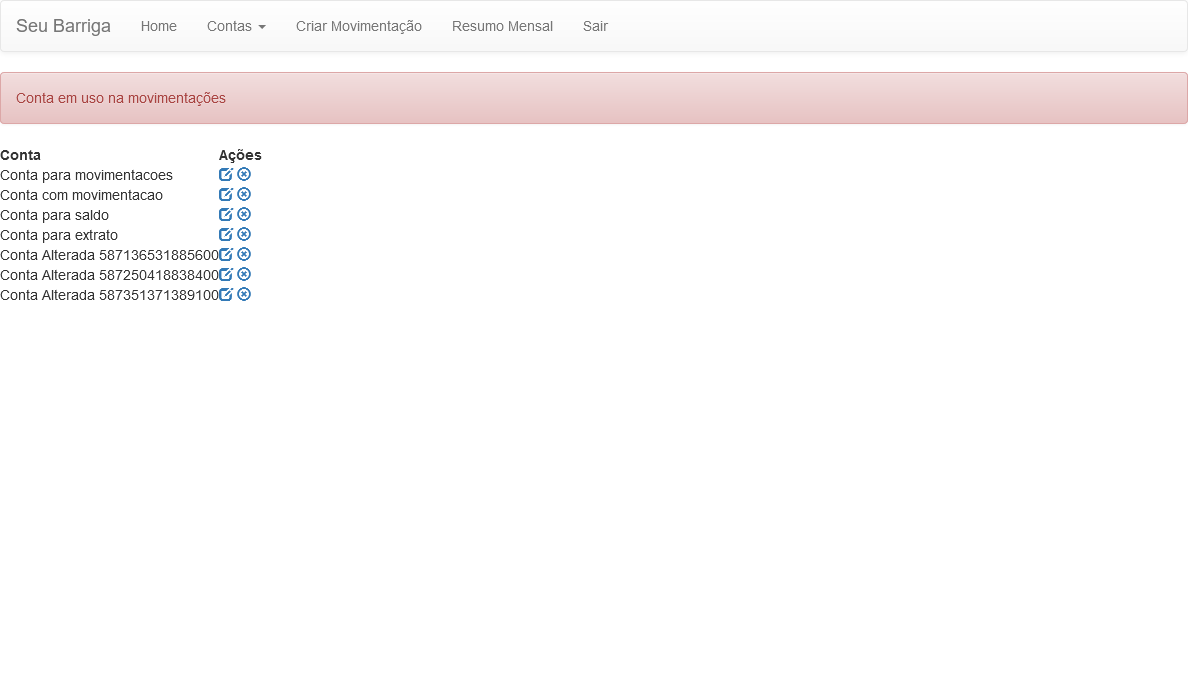 Seu Barriga Home Contas Criar Movimentação Resumo Mensal Sair
Conta em uso na movimentações
Conta Ações
Conta para movimentacoes
Conta com movimentacao
Conta para saldo
Conta para extrato
Conta Alterada 587136531885600
Conta Alterada 587250418838400
Conta Alterada 587351371389100